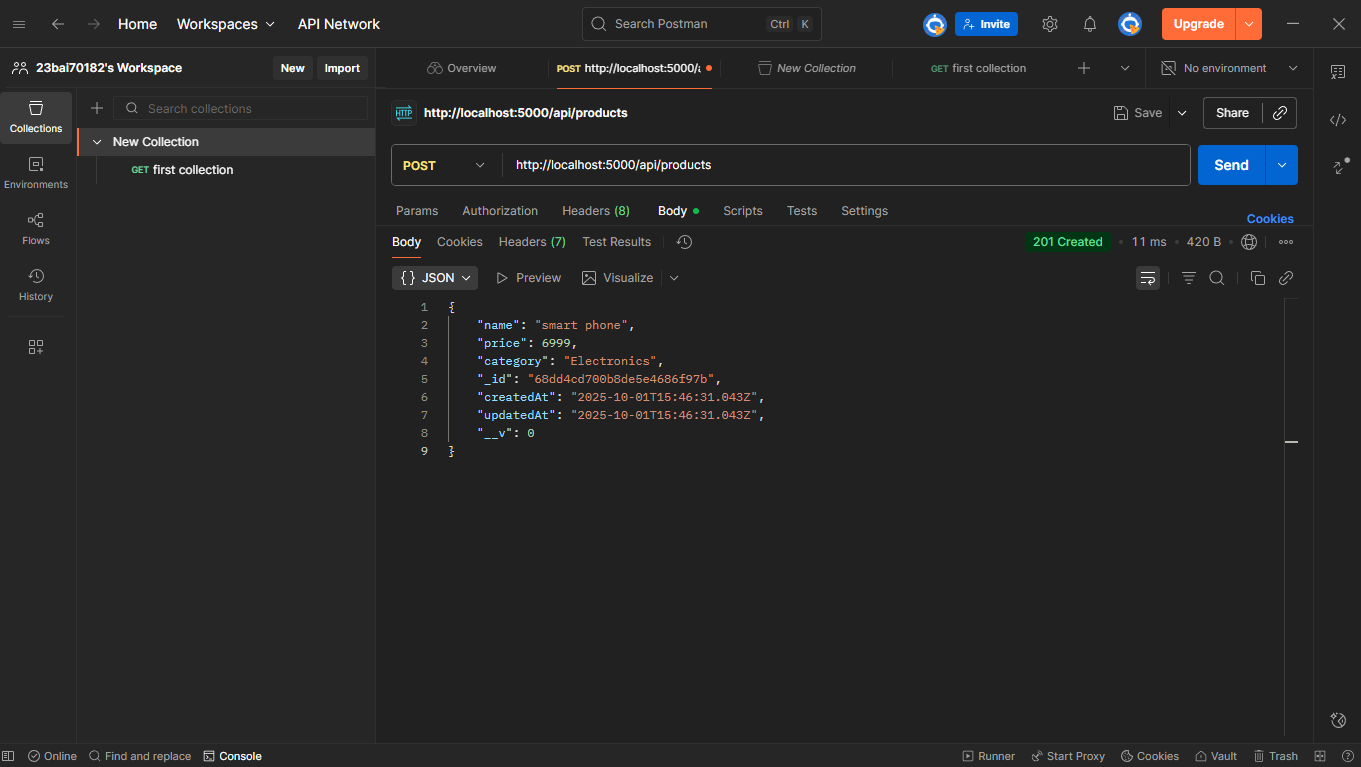 Home Workspaces API Network Search Postman Ctrl K Invite Upgrade
23bai70182's Workspace New Import Overview POST http://localhost:5000/a New Collection GET first collection No environment
Collections
Environments
Flows
History
Search collections
New Collection
GET first collection
HTTP http://localhost:5000/api/products Save Share
POST http://localhost:5000/api/products Send
Params Authorization Headers (8) Body Scripts Tests Settings Cookies
Body Cookies Headers (7) Test Results 201 Created 11 ms 420 B
{} JSON Preview Visualize
1 {
2 "name": "smart phone",
3 "price": 6999,
4 "category": "Electronics",
5 "_id": "68dd4cd700b8de5e4686f97b",
6 "createdAt": "2025-10-01T15:46:31.043Z",
7 "updatedAt": "2025-10-01T15:46:31.043Z",
8 "__v": 0
9 }
Online Find and replace Console Runner Start Proxy Cookies Vault Trash